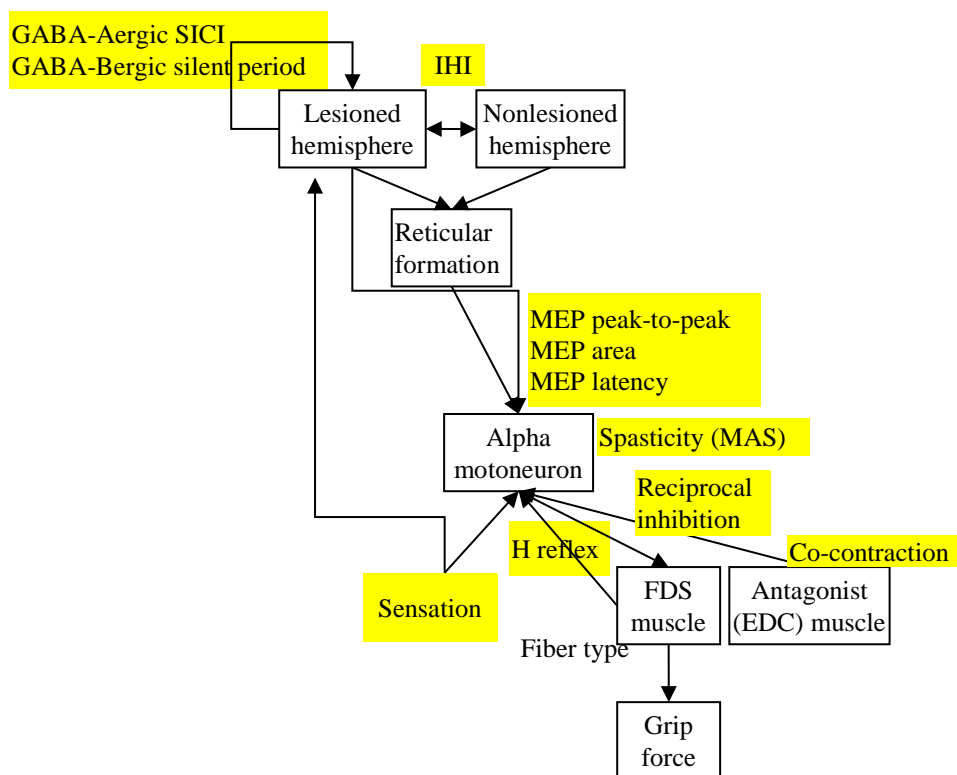 GABA-Aergic SICI
GABA-Bergic silent period
IHI
Lesioned
hemisphere
Nonlesioned
hemisphere
Reticular
formation
MEP peak-to-peak
MEP area
MEP latency
Alpha
motoneuron
Spasticity (MAS)
Reciprocal
inhibition
H reflex
Co-contraction
Sensation
FDS
muscle
Antagonist
(EDC) muscle
Fiber type
Grip
force